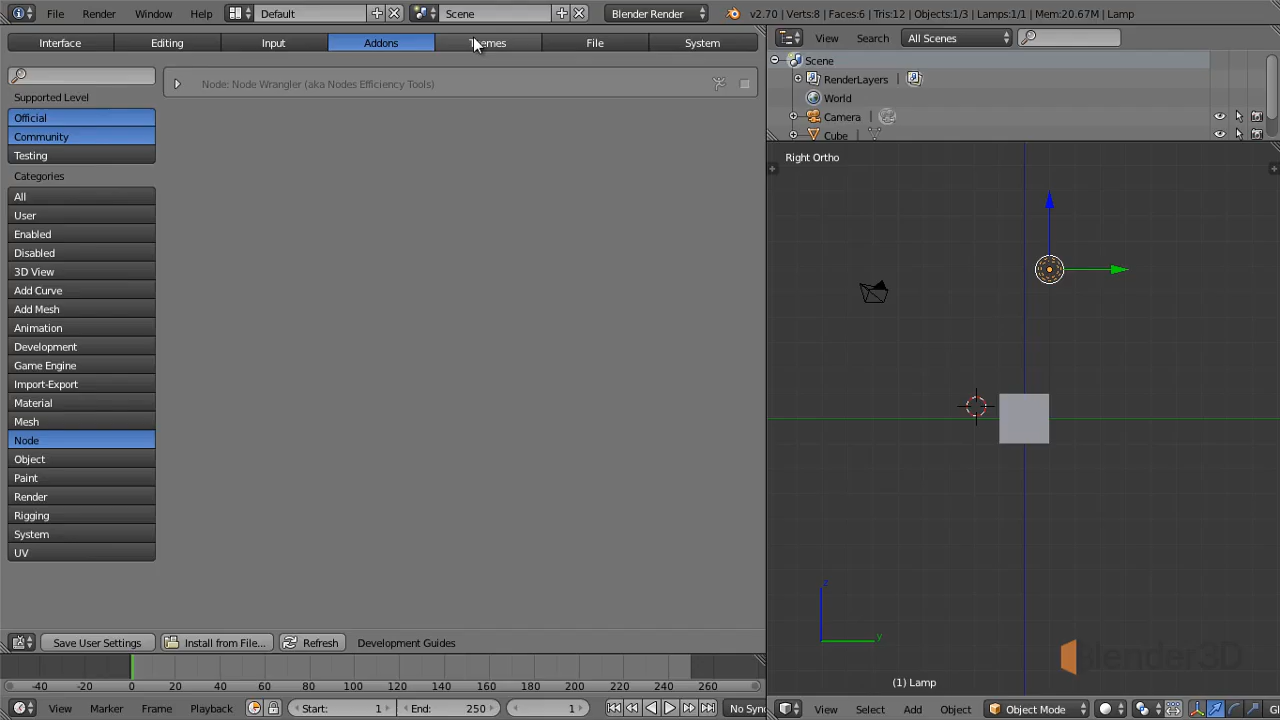 File Render Window Help Default Scene Blender Render v2.70 | Verts:8 | Faces:6 | Tris:12 | Objects:1/3 | Lamps:1/1 | Mem:20.67M | Lamp
Interface Editing Input Addons Themes File System
View Search All Scenes
Scene
RenderLayers
World
Camera
Cube
Supported Level
Official
Community
Testing
Categories
All
User
Enabled
Disabled
3D View
Add Curve
Add Mesh
Animation
Development
Game Engine
Import-Export
Material
Mesh
Node
Object
Paint
Render
Rigging
System
UV
Node: Node Wrangler (aka Nodes Efficiency Tools)
Save User Settings Install from File... Refresh Development Guides
-40 -20 0 20 40 60 80 100 120 140 160 180 200 220 240 260
View Marker Frame Playback Start: 1 End: 250 1 No Sync
Right Ortho
z
y
Blender3D
(1) Lamp
View Select Add Object Object Mode Gl